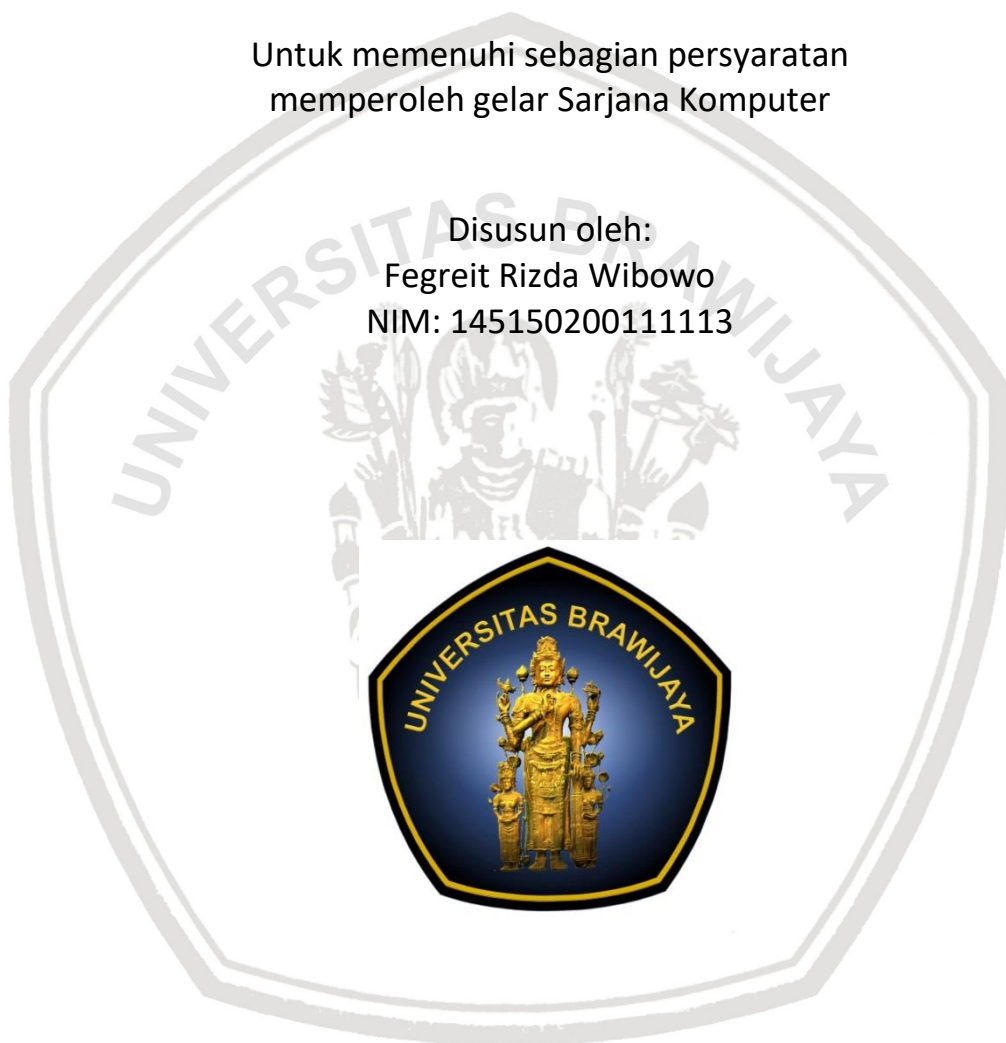 Untuk memenuhi sebagian persyaratan
memperoleh gelar Sarjana Komputer
Disusun oleh:
Fegreit Rizda Wibowo
NIM: 145150200111113
UNIVERSITAS BRAWIJAYA
UNIVERSITAS BRAWIJAYA